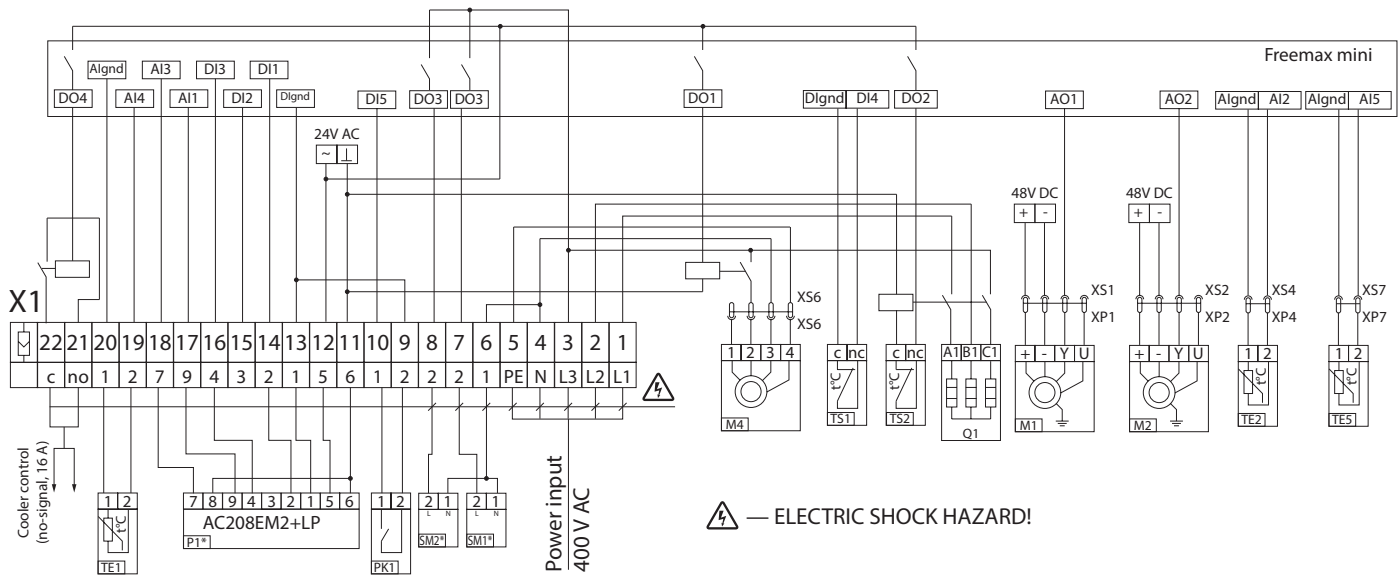 Freemax mini
AIgnd AI3 DI3 DI1
DO4 AI4 AI1 DI2 DIgnd DI5 DO3 DO3 DO1 DIgnd DI4 DO2 AO1 AO2 AIgnd AI2 AIgnd AI5
24V AC
~ ⊥
48V DC 48V DC
+ - + -
X1
XS6 XS1 XS2 XS4 XS7
XS6 XP1 XP2 XP4 XP7
22 21 20 19 18 17 16 15 14 13 12 11 10 9 8 7 6 5 4 3 2 1
c no 1 2 7 9 4 3 2 1 5 6 1 2 2 2 1 PE N L3 L2 L1
1 2 3 4 c nc c nc A1 B1 C1 + - Y U + - Y U 1 2 1 2
t°C t°C t°C t°C
M4 TS1 TS2 Q1 M1 M2 TE2 TE5
Cooler control
(no-signal, 16 A)
1 2 7 8 9 4 3 2 1 5 6 1 2 2 1 2 1
L N L N
t°C
AC208EM2+LP
TE1 P1* PK1 SM2* SM1*
Power input
400 V AC
— ELECTRIC SHOCK HAZARD!